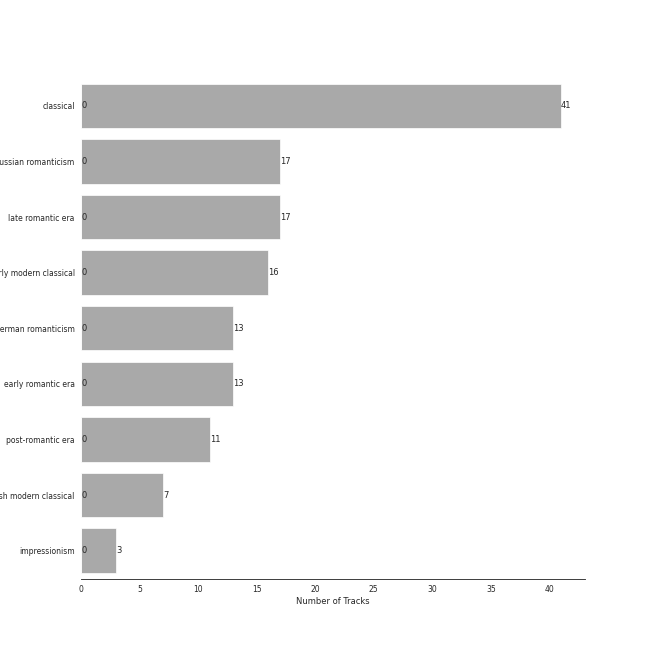 classical 0 41
ussian romanticism 0 17
late romantic era 0 17
rly modern classical 0 16
erman romanticism 0 13
early romantic era 0 13
post-romantic era 0 11
sh modern classical 0 7
impressionism 0 3
0 5 10 15 20 25 30 35 40
Number of Tracks